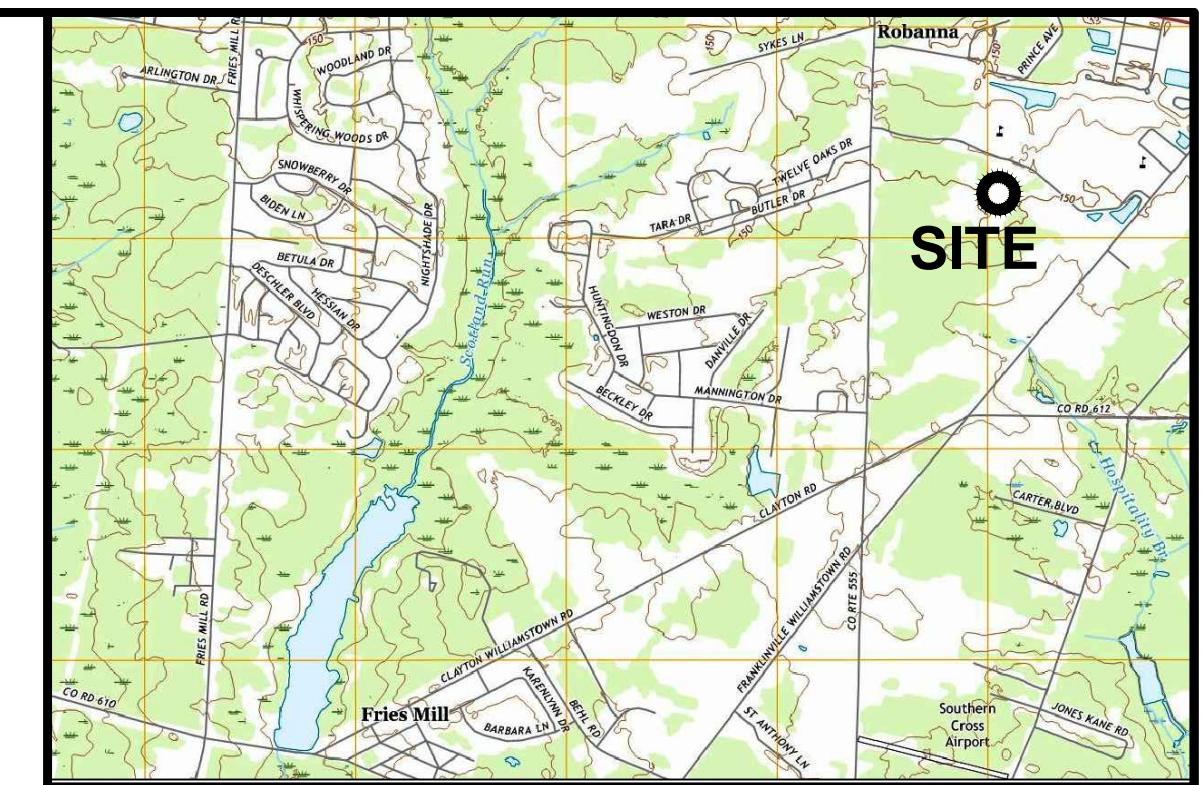 Robanna
FRIES MILL R
150
WOODLAND DR
150
SYKES LN
150
PRINCE AVE
ARLINGTON DR
WHISPERING WOODS DR
SNOWBERRY DR
TWELVE OAKS DR
BIDEN LN
NIGHTSHADE DR
TARA DR
BUTLER DR
150
150
SITE
BETULA DR
DESCHLER BLVD
HESSIAN DR
Scotland Run
HUNTINGDON DR
WESTON DR
DANVILLE DR
BECKLEY DR
MANNINGTON DR
CO RD 612
CLAYTON RD
CARTER BLVD
Hospitality Br
FRIES MILL RD
CO RTE 555
FRANKLINVILLE WILLIAMSTOWN RD
CLAYTON WILLIAMSTOWN RD
CO RD 610
Fries Mill
KARENLYNN DR
BEHL RD
BARBARA LN
ST ANTHONY LN
Southern
Cross
Airport
JONES KANE RD